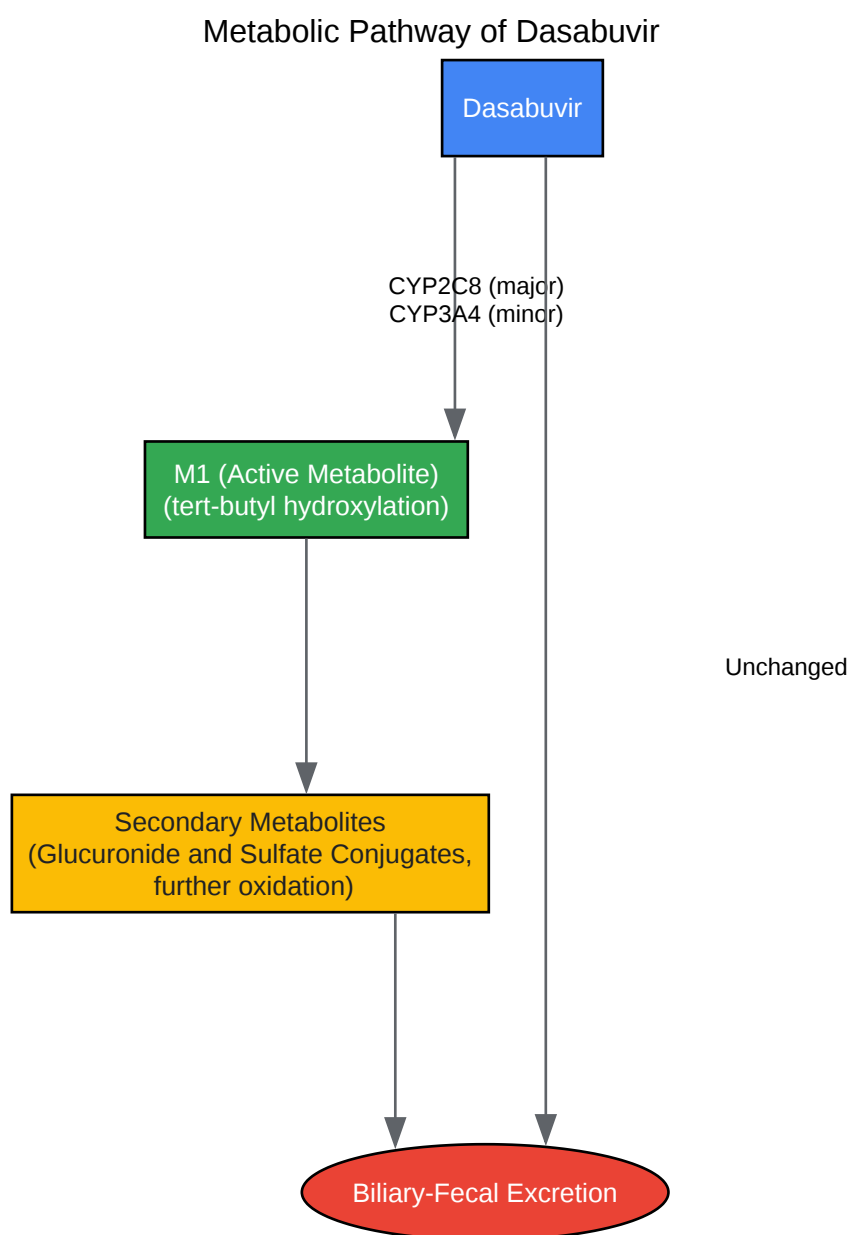 Metabolic Pathway of Dasabuvir
Dasabuvir
CYP2C8 (major)
CYP3A4 (minor)
M1 (Active Metabolite)
(tert-butyl hydroxylation)
Unchanged
Secondary Metabolites
(Glucuronide and Sulfate Conjugates,
further oxidation)
Biliary-Fecal Excretion